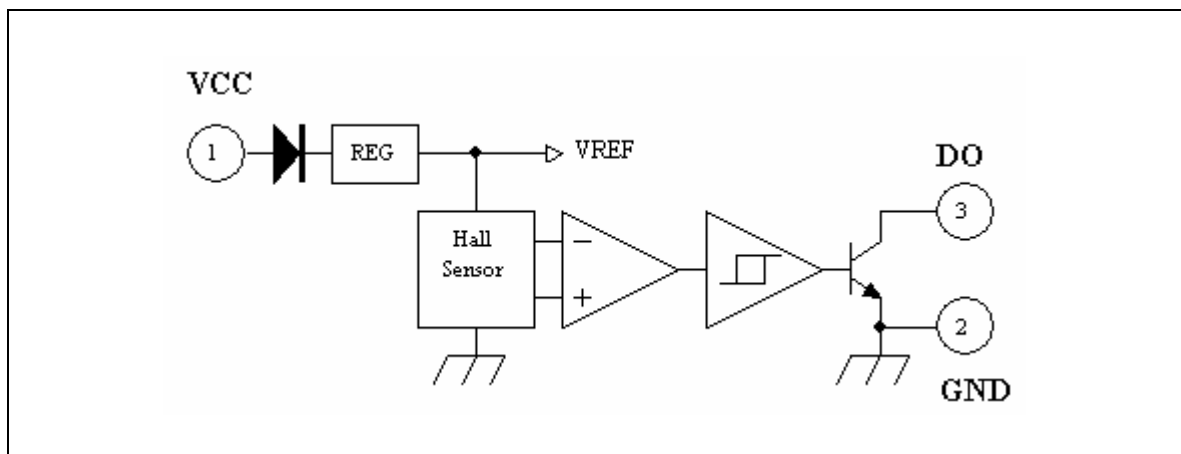 VCC
1
REG
VREF
DO
3
Hall
Sensor
−
+
2
GND